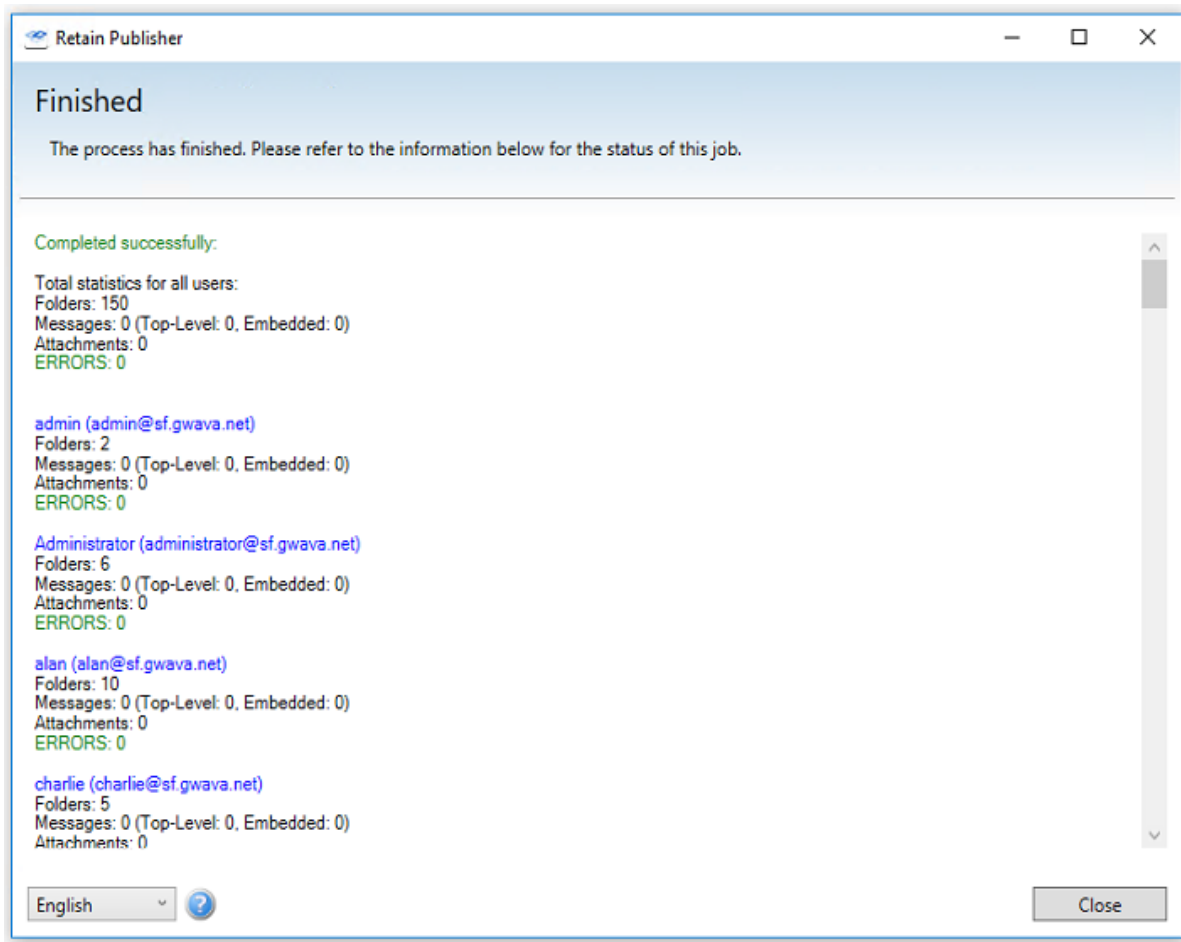 Retain Publisher
Finished
The process has finished. Please refer to the information below for the status of this job.
Completed successfully:
Total statistics for all users:
Folders: 150
Messages: 0 (Top-Level: 0, Embedded: 0)
Attachments: 0
ERRORS: 0
admin (admin@sf.gwava.net)
Folders: 2
Messages: 0 (Top-Level: 0, Embedded: 0)
Attachments: 0
ERRORS: 0
Administrator (administrator@sf.gwava.net)
Folders: 6
Messages: 0 (Top-Level: 0, Embedded: 0)
Attachments: 0
ERRORS: 0
alan (alan@sf.gwava.net)
Folders: 10
Messages: 0 (Top-Level: 0, Embedded: 0)
Attachments: 0
ERRORS: 0
charlie (charlie@sf.gwava.net)
Folders: 5
Messages: 0 (Top-Level: 0, Embedded: 0)
Attachments: 0
English ?
Close